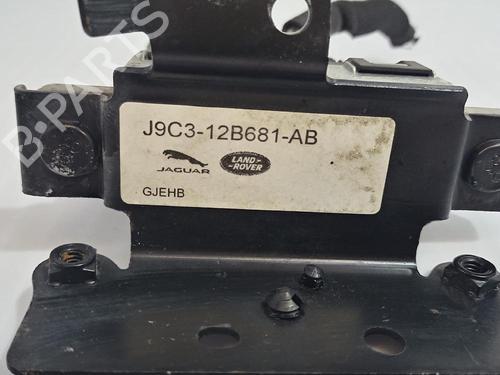 B-PARTS
J9C3-12B681-AB
JAGUAR
LAND-
-ROVER
GJEHB